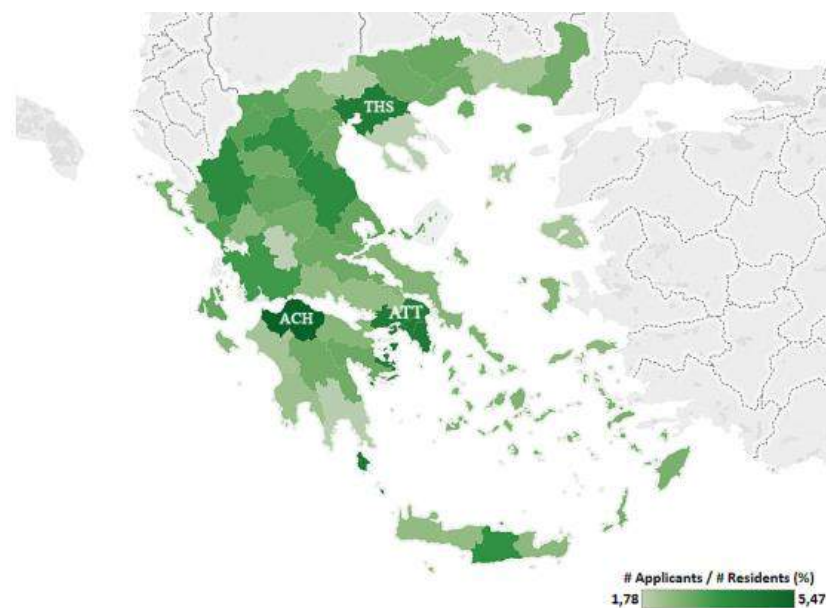 THS
ACH
ATT
# Applicants / # Residents (%)
1,78 5,47